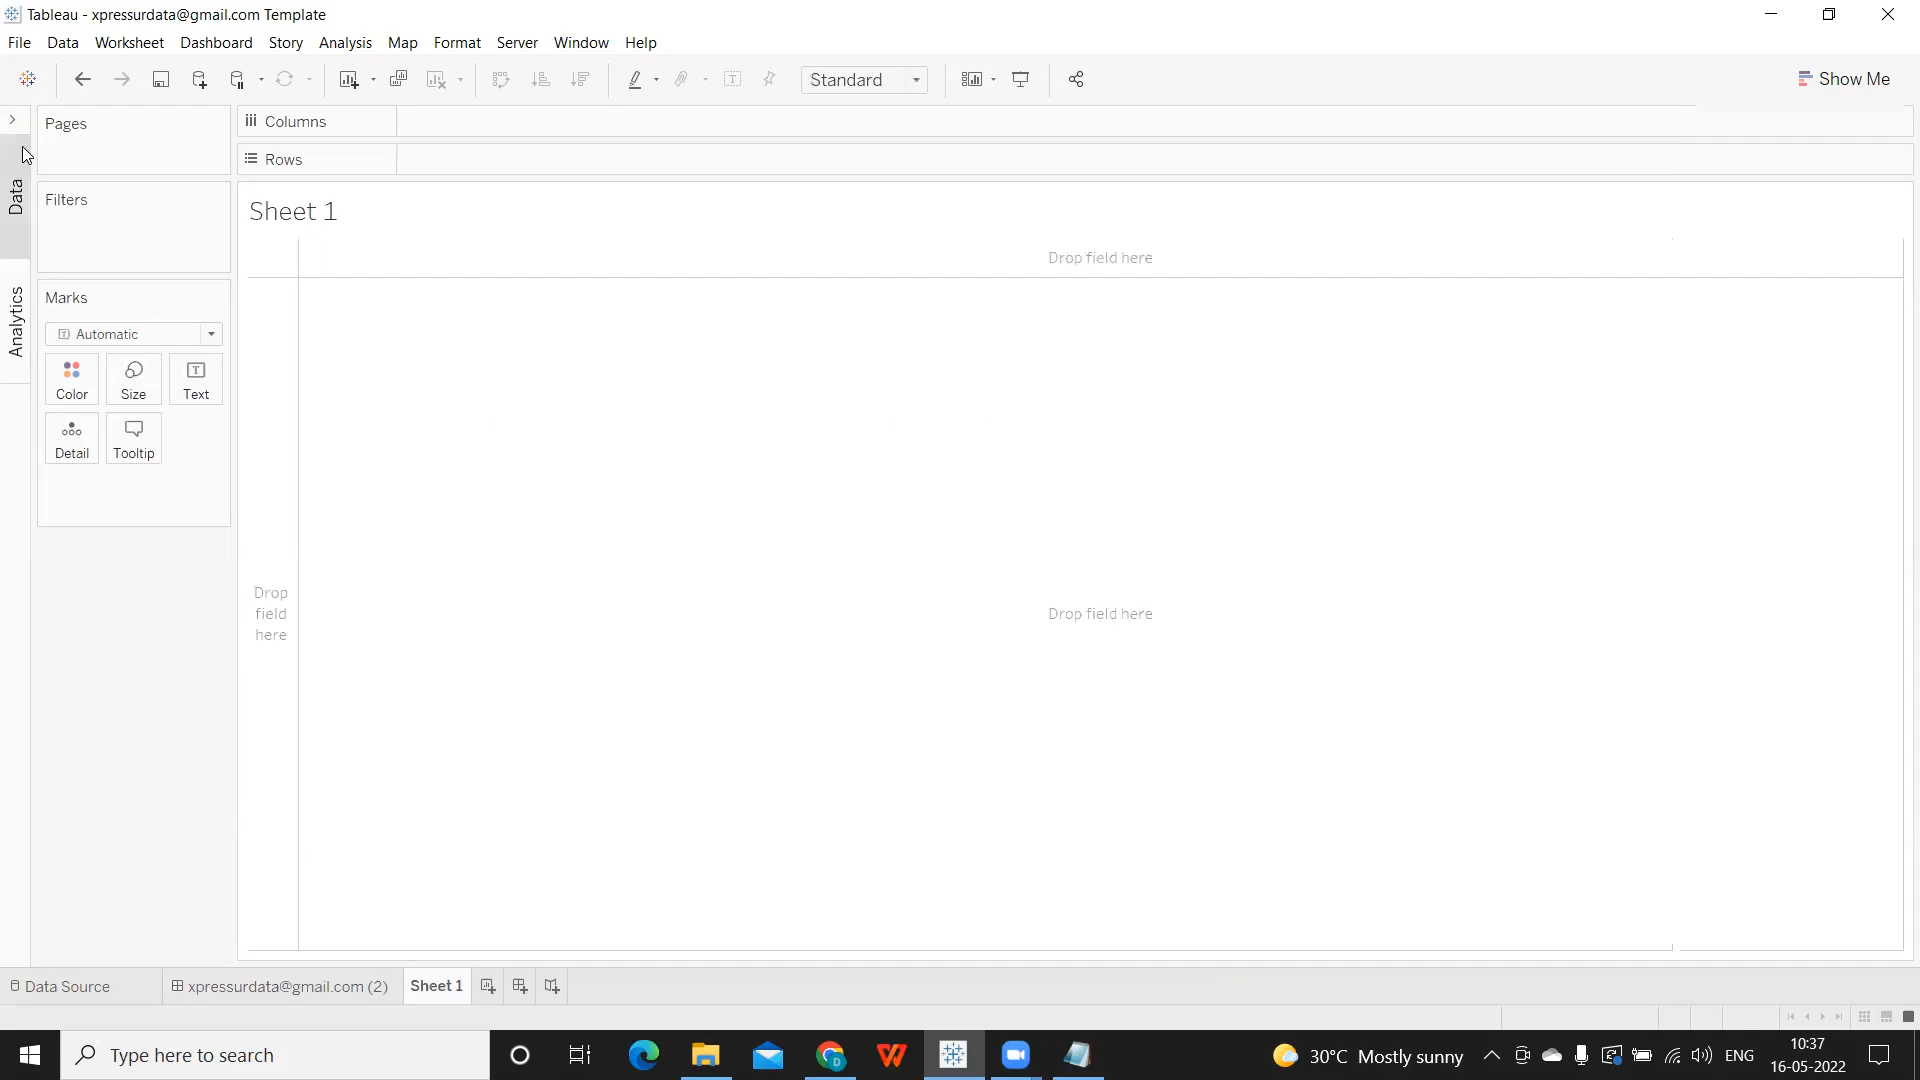 Tableau - xpressurdata@gmail.com Template
File Data Worksheet Dashboard Story Analysis Map Format Server Window Help
Standard
Show Me
Pages
Columns
Rows
Data
Filters
Sheet 1
Drop field here
Marks
Analytics
Automatic
Color Size Text
Detail Tooltip
Drop
field
here
Drop field here
Data Source xpressurdata@gmail.com (2) Sheet 1
Type here to search
30°C Mostly sunny
ENG
10:37
16-05-2022